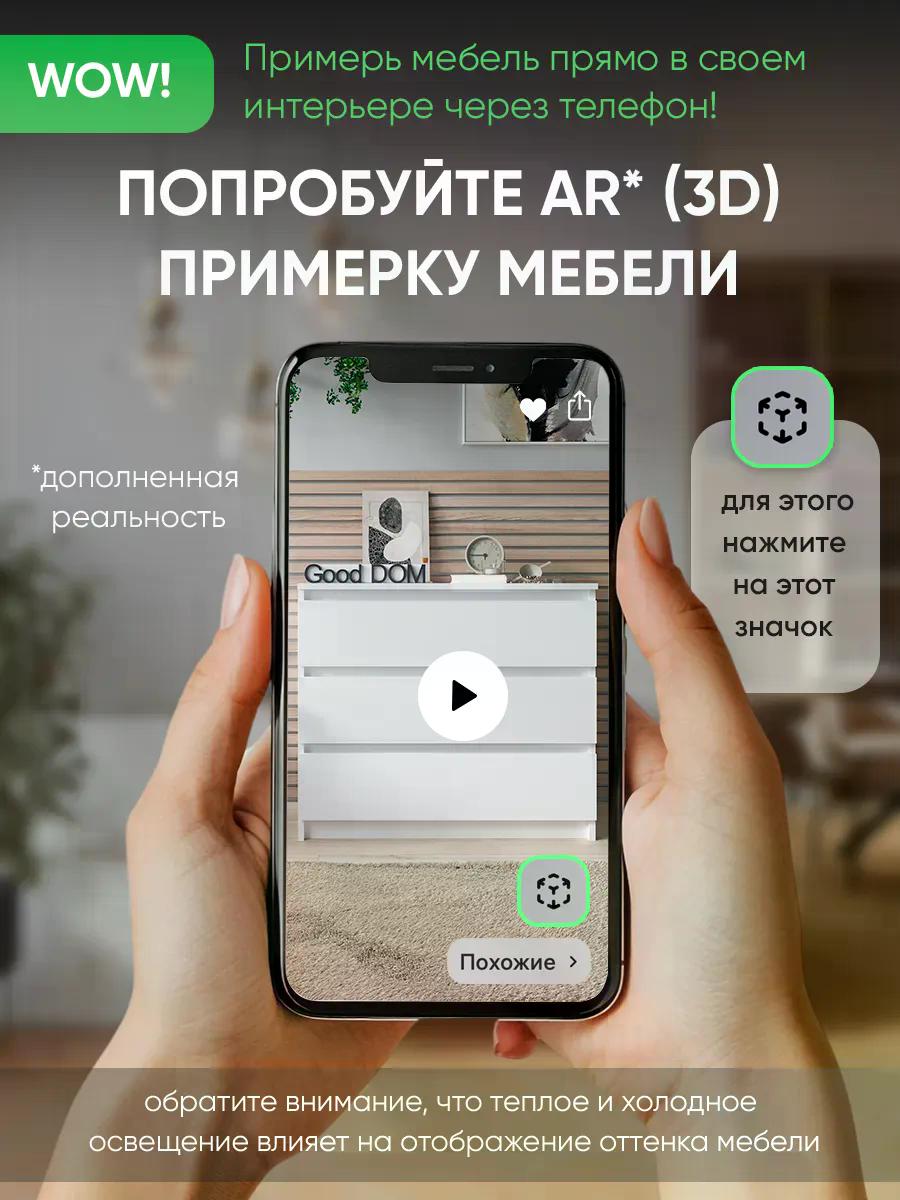 WOW!
Примерь мебель прямо в своем
интерьере через телефон!
ПОПРОБУЙТЕ AR* (3D)
ПРИМЕРКУ МЕБЕЛИ
*дополненная
реальность
для этого
нажмите
на этот
значок
Good DOM
Похожие >
обратите внимание, что теплое и холодное
освещение влияет на отображение оттенка мебели